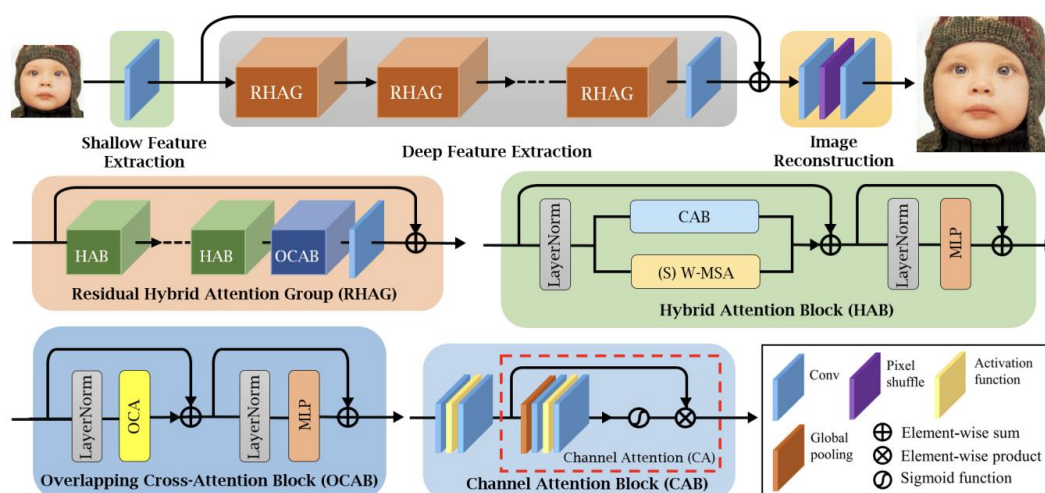 RHAG
RHAG
RHAG
Shallow Feature
Extraction
Deep Feature Extraction
Image
Reconstruction
HAB
HAB
OCAB
Residual Hybrid Attention Group (RHAG)
LayerNorm
CAB
(S) W-MSA
LayerNorm
MLP
Hybrid Attention Block (HAB)
LayerNorm
OCA
LayerNorm
MLP
Overlapping Cross-Attention Block (OCAB)
Channel Attention (CA)
Channel Attention Block (CAB)
Conv
Pixel
shuffle
Activation
function
Global
pooling
Element-wise sum
Element-wise product
Sigmoid function